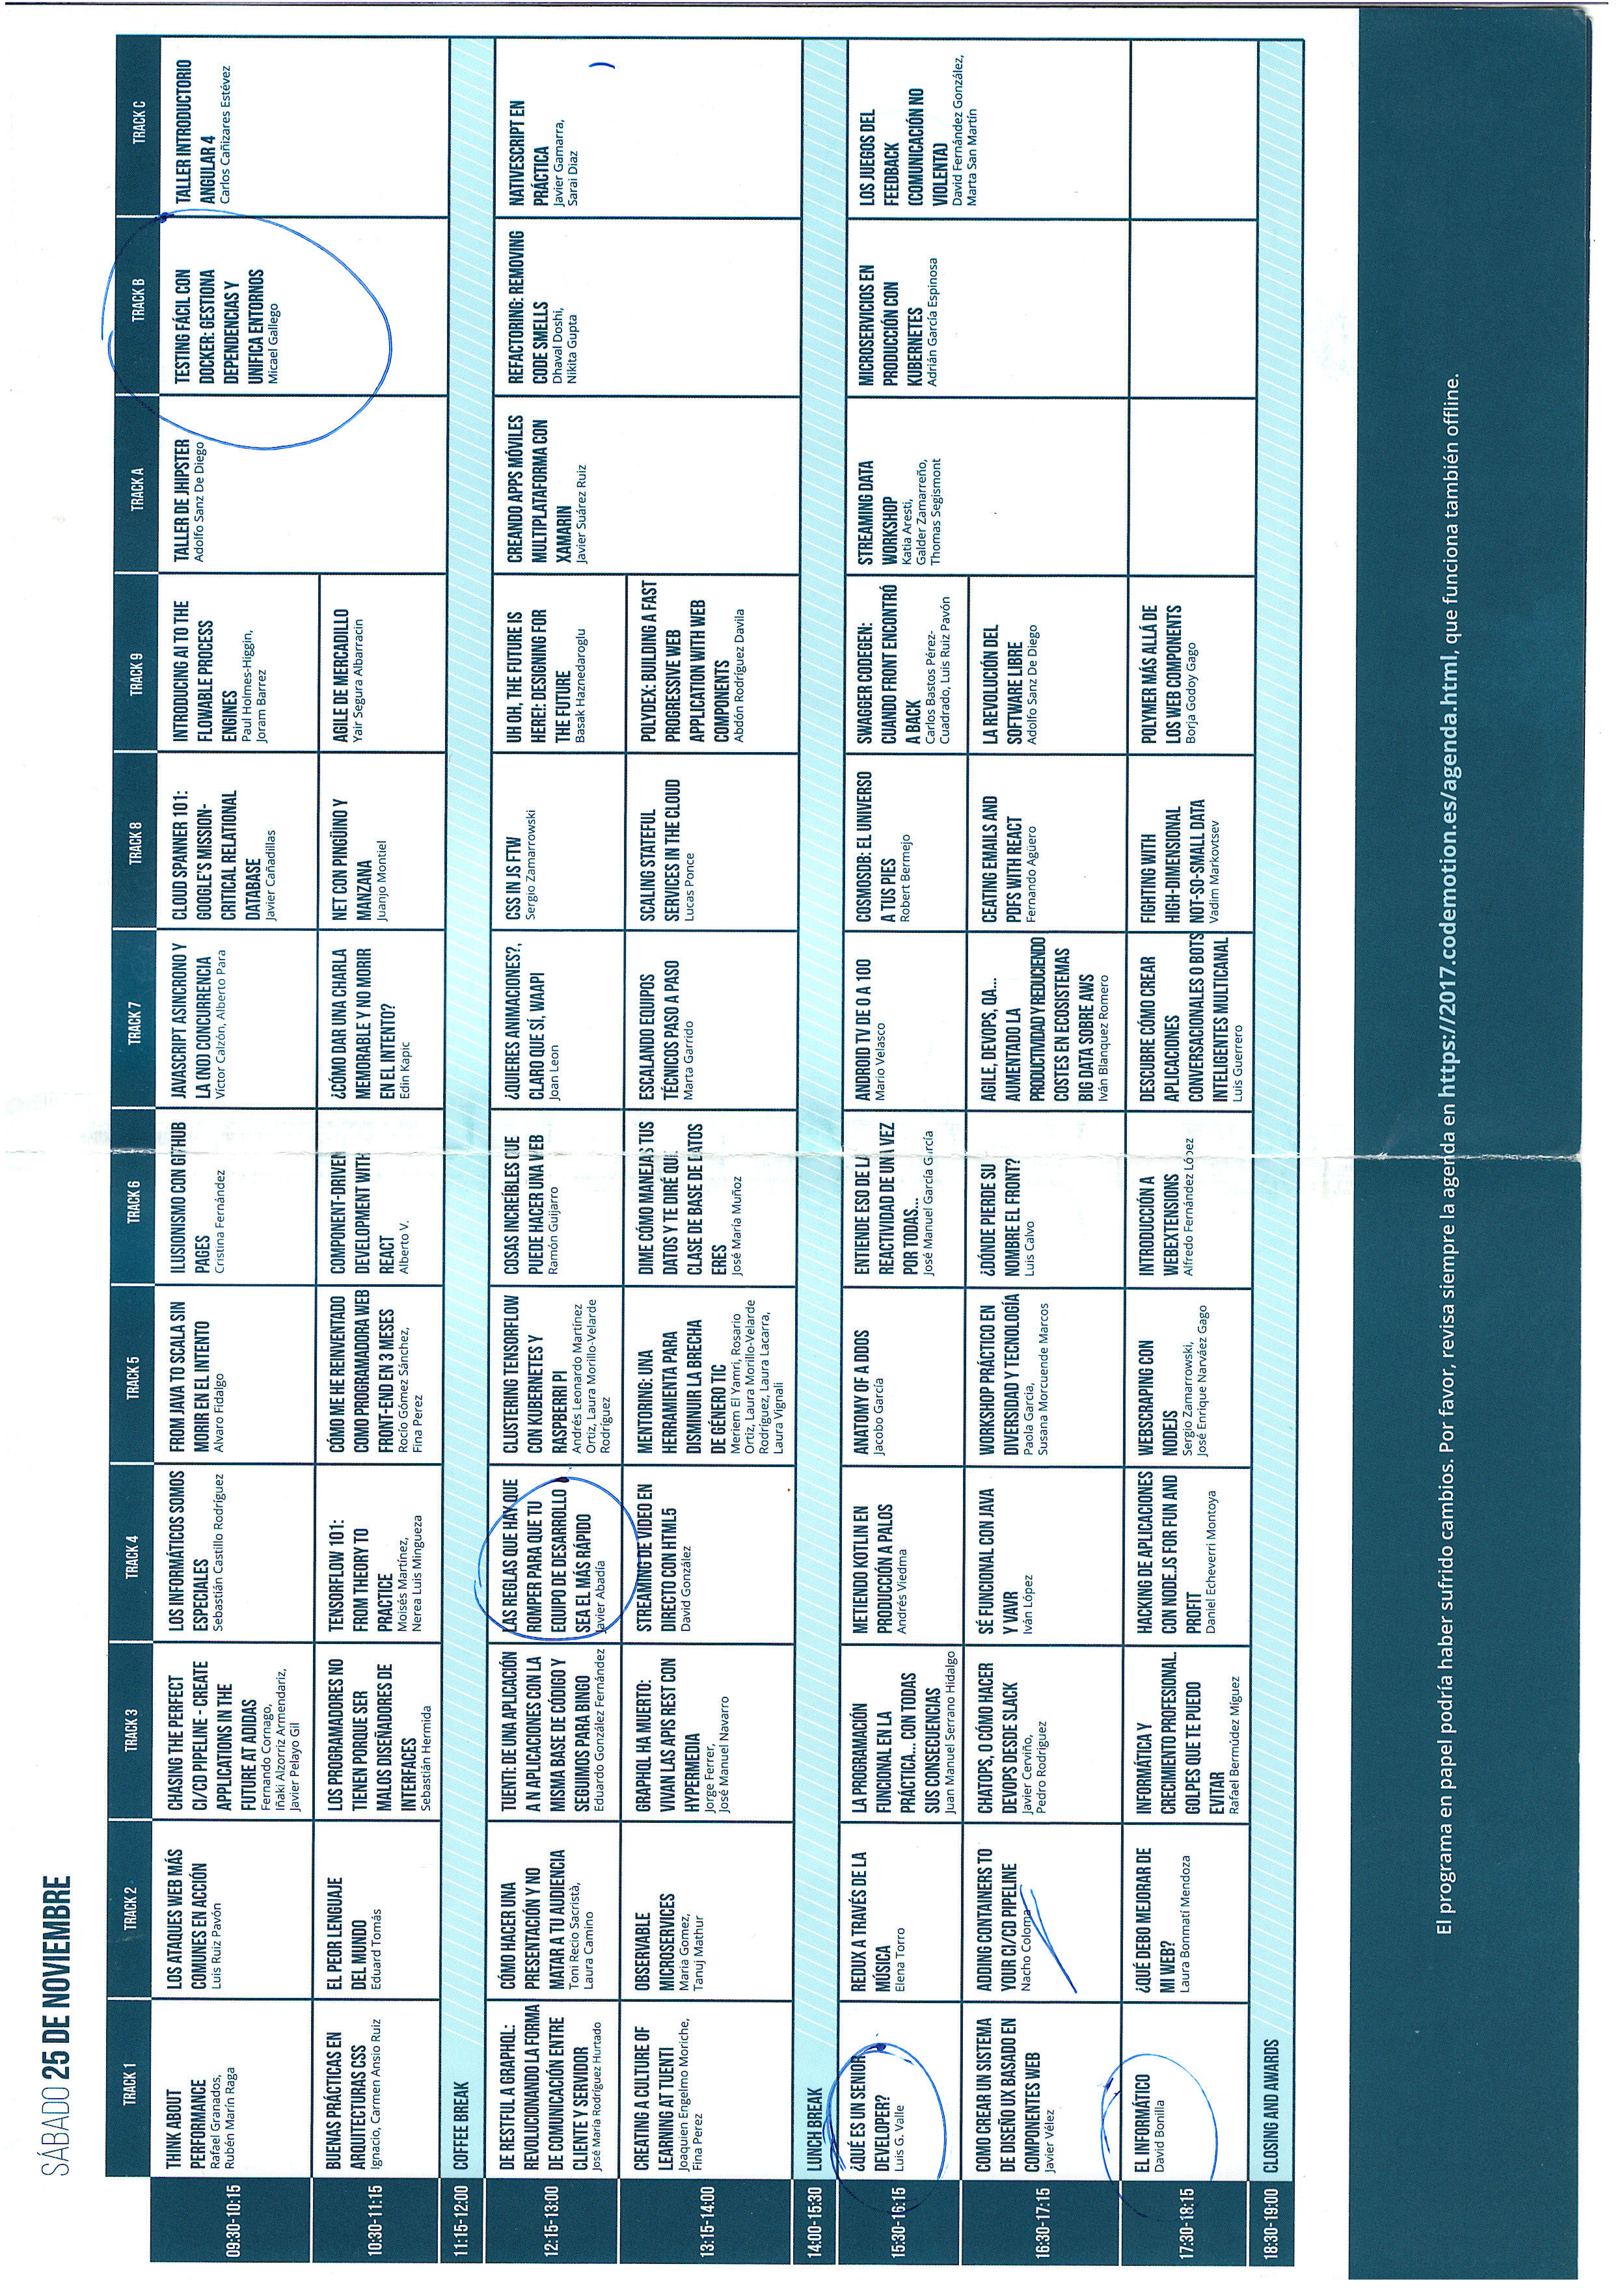 SÁBADO 25 DE NOVIEMBRE
TRACK 1
TRACK 2
TRACK 3
TRACK 4
TRACK 5
TRACK 6
TRACK 7
TRACK 8
TRACK 9
TRACK A
TRACK B
TRACK C
09:30-10:15
THINK ABOUT
PERFORMANCE
Rafael Granados,
Rubén Marín Raga
LOS ATAQUES WEB MÁS
COMUNES EN ACCIÓN
Luis Ruiz Pavón
CHASING THE PERFECT
CI/CD PIPELINE - CREATE
APPLICATIONS IN THE
FUTURE AT ADIDAS
Fernando Cornago,
Iñaki Alzorriz Armendariz,
Javier Pelayo Gil
LOS INFORMÁTICOS SOMOS
ESPECIALES
Sebastián Castillo Rodríguez
FROM JAVA TO SCALA SIN
MORIR EN EL INTENTO
Alvaro Fidalgo
ILUSIONISMO CON GITHUB
PAGES
Cristina Fernández
JAVASCRIPT ASINCRONO Y
LA (NO) CONCURRENCIA
Víctor Calzón, Alberto Para
CLOUD SPANNER 101:
GOOGLE'S MISSION-
CRITICAL RELATIONAL
DATABASE
Javier Cañadillas
INTRODUCING AI TO THE
FLOWABLE PROCESS
ENGINES
Paul Holmes-Higgin,
Joram Barrez
TALLER DE JHIPSTER
Adolfo Sanz De Diego
TESTING FÁCIL CON
DOCKER: GESTIONA
DEPENDENCIAS Y
UNIFICA ENTORNOS
Micael Gallego
TALLER INTRODUCTORIO
ANGULAR 4
Carlos Cañizares Estévez
10:30-11:15
BUENAS PRÁCTICAS EN
ARQUITECTURAS CSS
Ignacio, Carmen Ansio Ruiz
EL PEOR LENGUAJE
DEL MUNDO
Eduard Tomás
LOS PROGRAMADORES NO
TIENEN PORQUE SER
MALOS DISEÑADORES DE
INTERFACES
Sebastián Hermida
TENSORFLOW 101:
FROM THEORY TO
PRACTICE
Moisés Martínez,
Nerea Luis Mingueza
CÓMO ME HE REINVENTADO
COMO PROGRAMADORA WEB
FRONT-END EN 3 MESES
Rocío Gómez Sánchez,
Fina Perez
COMPONENT-DRIVEN
DEVELOPMENT WITH
REACT
Alberto V.
¿CÓMO DAR UNA CHARLA
MEMORABLE Y NO MORIR
EN EL INTENTO?
Edin Kapic
NET CON PINGÜINO Y
MANZANA
Juanjo Montiel
AGILE DE MERCADILLO
Yair Segura Albarracin
11:15-12:00
COFFEE BREAK
12:15-13:00
DE RESTFUL A GRAPHQL:
REVOLUCIONANDO LA FORMA
DE COMUNICACIÓN ENTRE
CLIENTE Y SERVIDOR
José María Rodríguez Hurtado
CÓMO HACER UNA
PRESENTACIÓN Y NO
MATAR A TU AUDIENCIA
Toni Recio Sacristà,
Laura Camino
TUENTI: DE UNA APLICACIÓN
A N APLICACIONES CON LA
MISMA BASE DE CÓDIGO Y
SEGUIMOS PARA BINGO
Eduardo González Fernández
LAS REGLAS QUE HAY QUE
ROMPER PARA QUE TU
EQUIPO DE DESARROLLO
SEA EL MÁS RÁPIDO
Javier Abadía
CLUSTERING TENSORFLOW
CON KUBERNETES Y
RASPBERRI PI
Andrés Leonardo Martínez
Ortiz, Laura Morillo-Velarde
Rodríguez
COSAS INCREÍBLES QUE
PUEDE HACER UNA WEB
Ramón Guijarro
¿QUIERES ANIMACIONES?,
CLARO QUE SÍ, WAAPI
Joan Leon
CSS IN JS FTW
Sergio Zamarrowski
UH OH, THE FUTURE IS
HERE!: DESIGNING FOR
THE FUTURE
Basak Haznedaroglu
CREANDO APPS MÓVILES
MULTIPLATAFORMA CON
XAMARIN
Javier Suárez Ruiz
REFACTORING: REMOVING
CODE SMELLS
Dhaval Doshi,
Nikita Gupta
NATIVESCRIPT EN
PRÁCTICA
Javier Gamarra,
Sarai Diaz
13:15-14:00
CREATING A CULTURE OF
LEARNING AT TUENTI
Joaquien Engelmo Moriche,
Fina Perez
OBSERVABLE
MICROSERVICES
Maria Gomez,
Tanuj Mathur
GRAPHQL HA MUERTO:
VIVAN LAS APIS REST CON
HYPERMEDIA
Jorge Ferrer,
José Manuel Navarro
STREAMING DE VIDEO EN
DIRECTO CON HTML5
David González
MENTORING: UNA
HERRAMIENTA PARA
DISMINUIR LA BRECHA
DE GÉNERO TIC
Meriem El Yamri, Rosario
Ortiz, Laura Morillo-Velarde
Rodríguez, Laura Lacarra,
Laura Vignali
DIME CÓMO MANEJAS TUS
DATOS Y TE DIRÉ QUE
CLASE DE BASE DE DATOS
ERES
José María Muñoz
ESCALANDO EQUIPOS
TÉCNICOS PASO A PASO
Marta Garrido
SCALING STATEFUL
SERVICES IN THE CLOUD
Lucas Ponce
POLYDEX: BUILDING A FAST
PROGRESSIVE WEB
APPLICATION WITH WEB
COMPONENTS
Abdón Rodríguez Davila
14:00-15:30
LUNCH BREAK
15:30-16:15
¿QUÉ ES UN SENIOR
DEVELOPER?
Luis G. Valle
REDUX A TRAVÉS DE LA
MÚSICA
Elena Torro
LA PROGRAMACIÓN
FUNCIONAL EN LA
PRÁCTICA... CON TODAS
SUS CONSECUENCIAS
Juan Manuel Serrano Hidalgo
METIENDO KOTLIN EN
PRODUCCIÓN A PALOS
Andrés Viedma
ANATOMY OF A DDOS
Jacobo García
ENTIENDE ESO DE LA
REACTIVIDAD DE UNA VEZ
POR TODAS...
José Manuel García García
ANDROID TV DE 0 A 100
Mario Velasco
COSMOSDB: EL UNIVERSO
A TUS PIES
Robert Bermejo
SWAGGER CODEGEN:
CUANDO FRONT ENCONTRÓ
A BACK
Carlos Bastos Pérez-
Cuadrado, Luis Ruiz Pavón
STREAMING DATA
WORKSHOP
Katia Aresti,
Galder Zamarreño,
Thomas Segismont
MICROSERVICIOS EN
PRODUCCIÓN CON
KUBERNETES
Adrián García Espinosa
LOS JUEGOS DEL
FEEDBACK
(COMUNICACIÓN NO
VIOLENTA)
David Fernández González,
Marta San Martín
16:30-17:15
COMO CREAR UN SISTEMA
DE DISEÑO UX BASADO EN
COMPONENTES WEB
Javier Vélez
ADDING CONTAINERS TO
YOUR CI/CD PIPELINE
Nacho Coloma
CHATOPS, O CÓMO HACER
DEVOPS DESDE SLACK
Javier Cerviño,
Pedro Rodriguez
SÉ FUNCIONAL CON JAVA
Y VAVR
Iván López
WORKSHOP PRÁCTICO EN
DIVERSIDAD Y TECNOLOGÍA
Paola Garcia,
Susana Morcuende Marcos
¿DÓNDE PIERDE SU
NOMBRE EL FRONT?
Luis Calvo
AGILE, DEVOPS, QA...
AUMENTADO LA
PRODUCTIVIDAD Y REDUCIENDO
COSTES EN ECOSISTEMAS
BIG DATA SOBRE AWS
Iván Blanquez Romero
CEATING EMAILS AND
PDFS WITH REACT
Fernando Agüero
LA REVOLUCIÓN DEL
SOFTWARE LIBRE
Adolfo Sanz De Diego
17:30-18:15
EL INFORMÁTICO
David Bonilla
¿QUÉ DEBO MEJORAR DE
MI WEB?
Laura Bonmatí Mendoza
INFORMÁTICA Y
CRECIMIENTO PROFESIONAL.
GOLPES QUE TE PUEDO
EVITAR
Rafael Bermúdez Míguez
HACKING DE APLICACIONES
CON NODE.JS FOR FUN AND
PROFIT
Daniel Echeverri Montoya
WEBSCRAPING CON
NODEJS
Sergio Zamarrowski,
José Enrique Narváez Gago
INTRODUCCIÓN A
WEBEXTENSIONS
Alfredo Fernández López
DESCUBRE CÓMO CREAR
APLICACIONES
CONVERSACIONALES O BOTS
INTELIGENTES MULTICANAL
Luis Guerrero
FIGHTING WITH
HIGH-DIMENSIONAL
NOT-SO-SMALL DATA
Vadim Markovtsev
POLYMER MÁS ALLÁ DE
LOS WEB COMPONENTS
Borja Godoy Gago
18:30-19:00
CLOSING AND AWARDS
El programa en papel podría haber sufrido cambios. Por favor, revisa siempre la agenda en https://2017.codemotion.es/agenda.html, que funciona también offline.